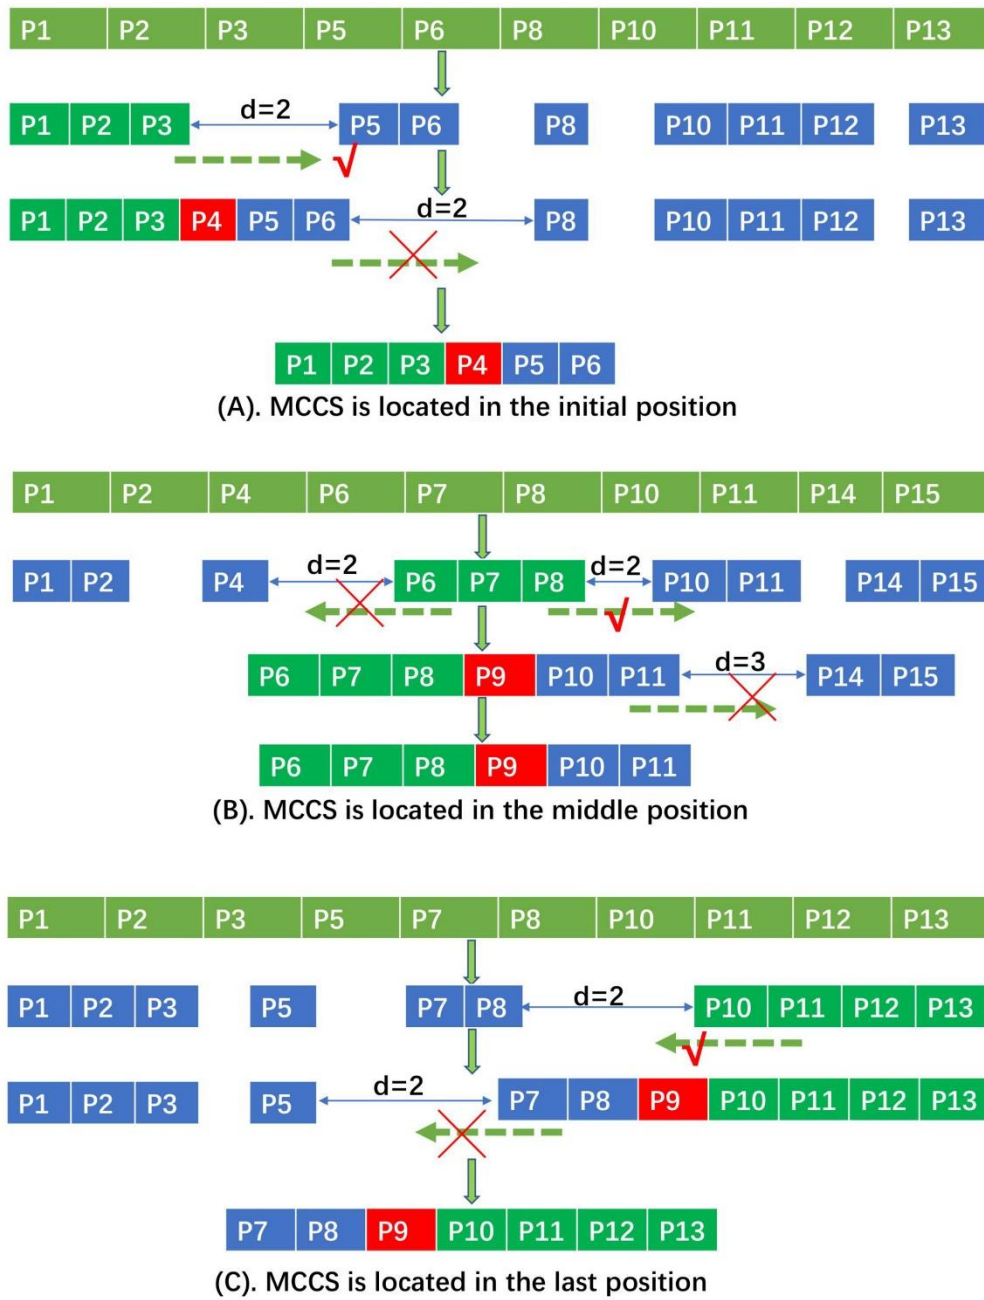 P1 P2 P3 P5 P6 P8 P10 P11 P12 P13
d=2
P1 P2 P3 P5 P6 P8 P10 P11 P12 P13
√
d=2
P1 P2 P3 P4 P5 P6 P8 P10 P11 P12 P13
P1 P2 P3 P4 P5 P6
(A). MCCS is located in the initial position
P1 P2 P4 P6 P7 P8 P10 P11 P14 P15
d=2 d=2
P1 P2 P4 P6 P7 P8 P10 P11 P14 P15
√
d=3
P6 P7 P8 P9 P10 P11 P14 P15
P6 P7 P8 P9 P10 P11
(B). MCCS is located in the middle position
P1 P2 P3 P5 P7 P8 P10 P11 P12 P13
d=2
P1 P2 P3 P5 P7 P8 P10 P11 P12 P13
√
d=2
P1 P2 P3 P5 P7 P8 P9 P10 P11 P12 P13
P7 P8 P9 P10 P11 P12 P13
(C). MCCS is located in the last position